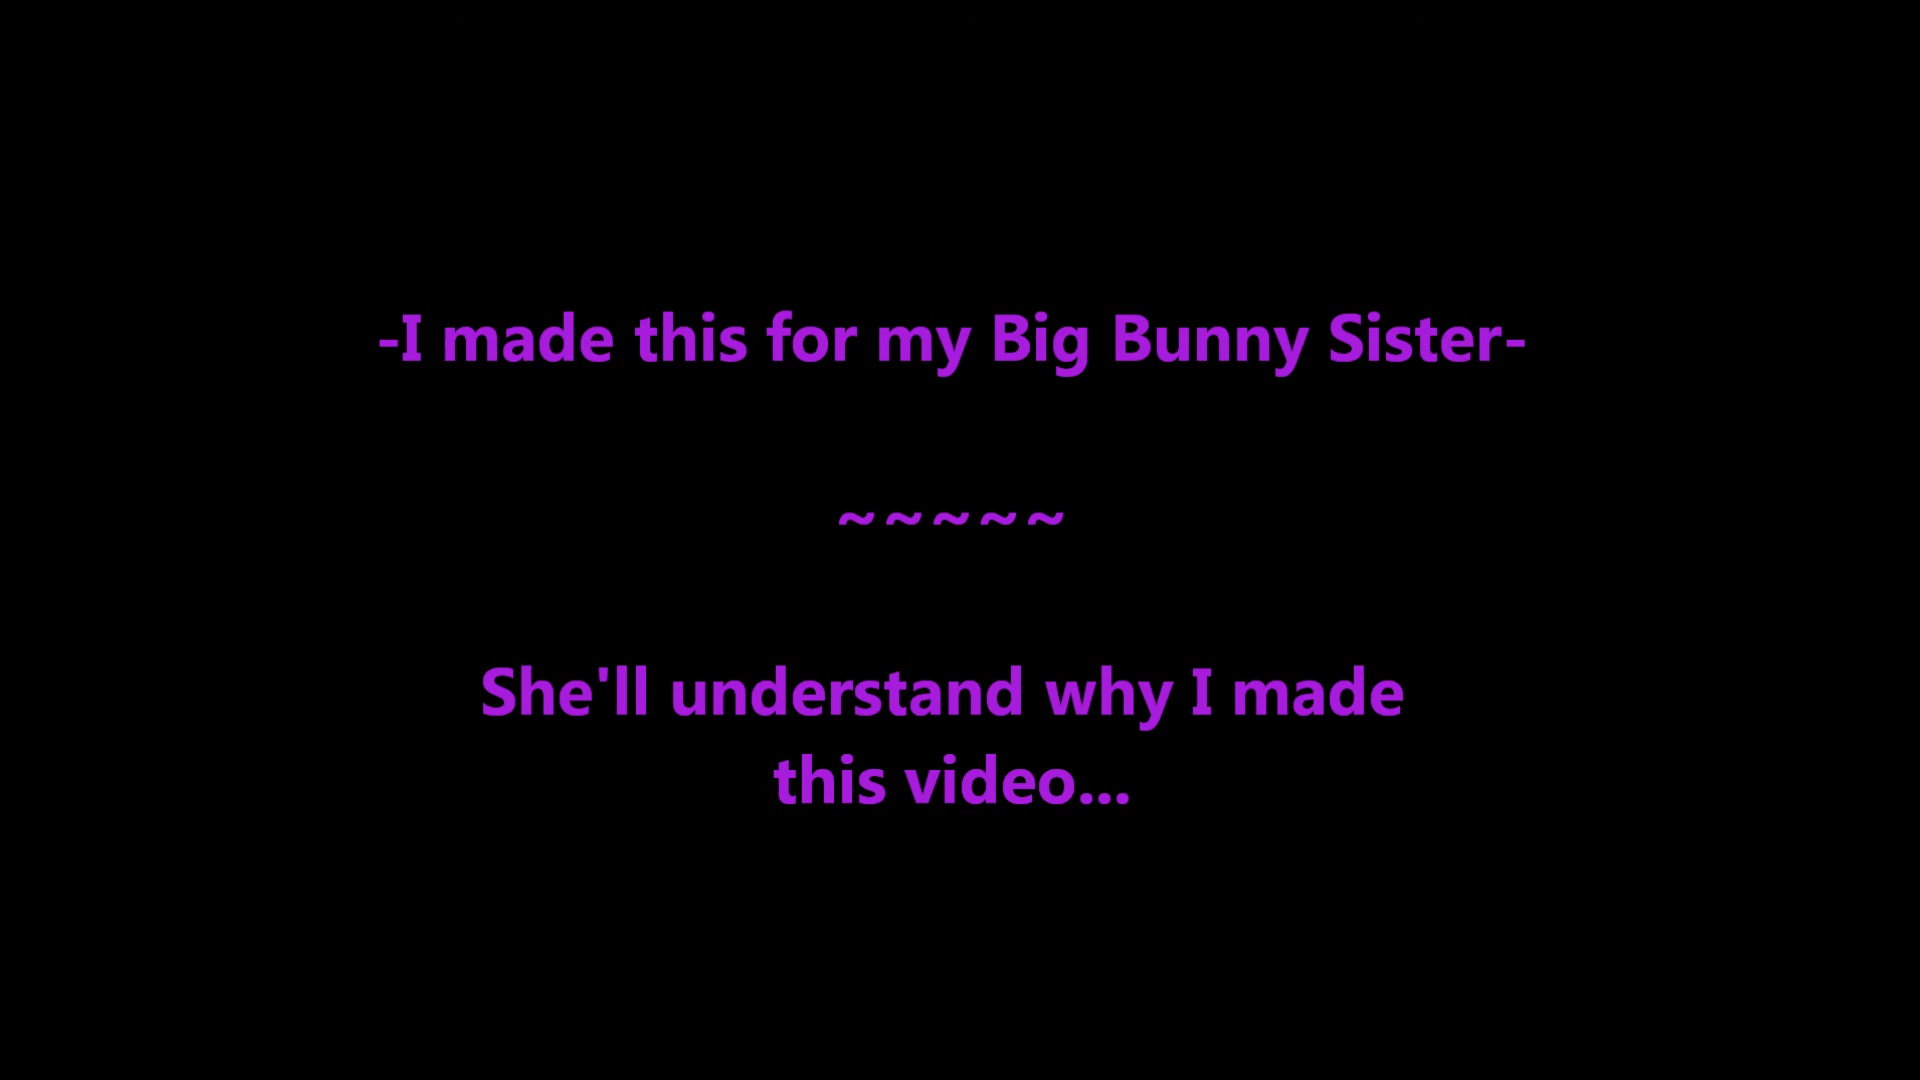 -I made this for my Big Bunny Sister-
~~~~~
She'll understand why I made
this video...